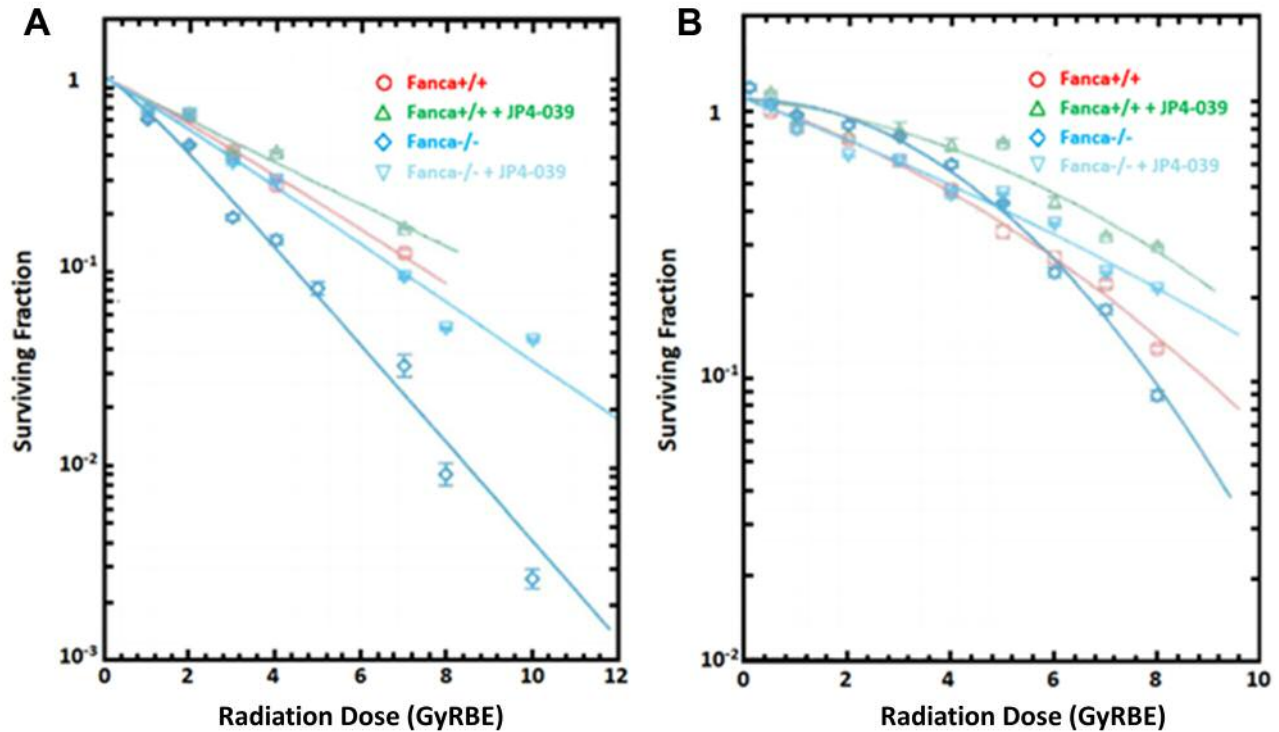 A
Fanca+/+
Fanca+/+ + JP4-039
Fanca-/-
Fanca-/- + JP4-039
1
10-1
10-2
10-3
Surviving Fraction
0 2 4 6 8 10 12
Radiation Dose (GyRBE)
B
Fanca+/+
Fanca+/+ + JP4-039
Fanca-/-
Fanca-/- + JP4-039
1
10-1
10-2
Surviving Fraction
0 2 4 6 8 10
Radiation Dose (GyRBE)